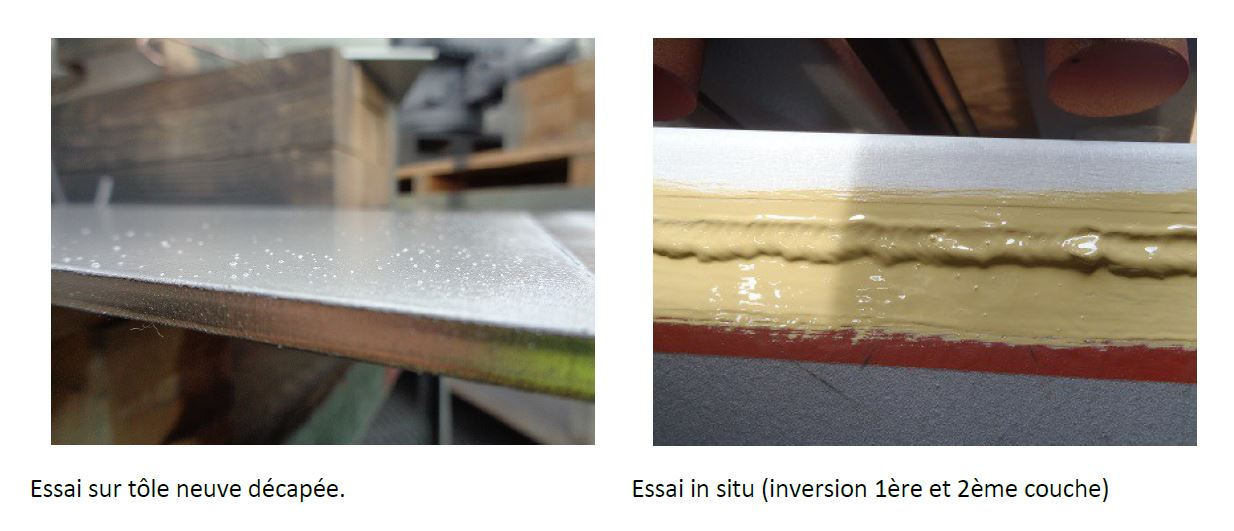 Essai sur tôle neuve décapée.
Essai in situ (inversion 1ère et 2ème couche)